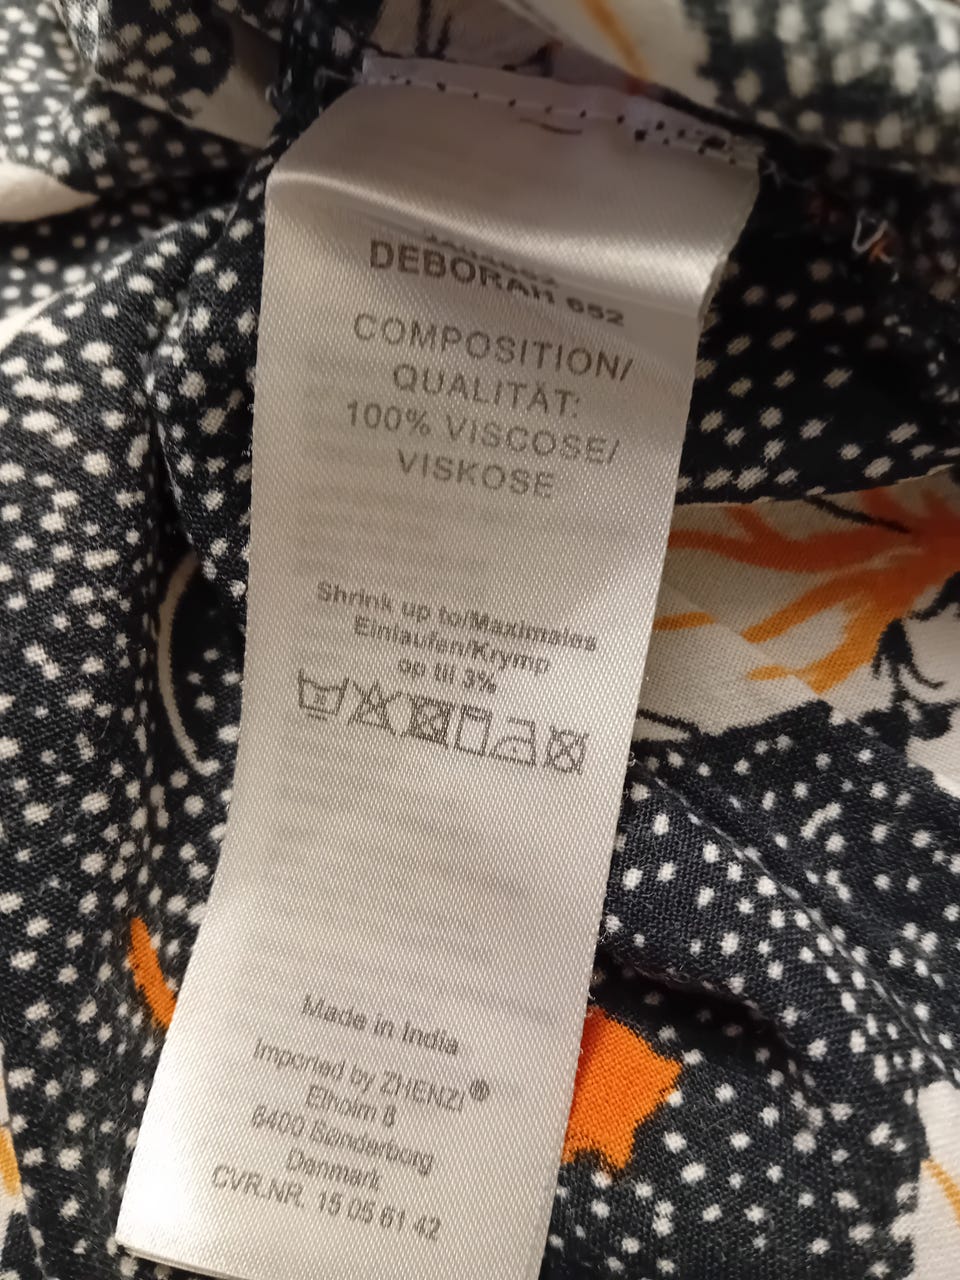 DEBORAH 652
COMPOSITION/
QUALITÄT:
100% VISCOSE/
VISKOSE
Shrink up to/Maximales
Einlaufen/Krymp
op til 3%
Made in India
Imported by ZHENZI®
Elholm 8
6400 Sønderborg
Danmark
CVR.NR. 15 05 61 42